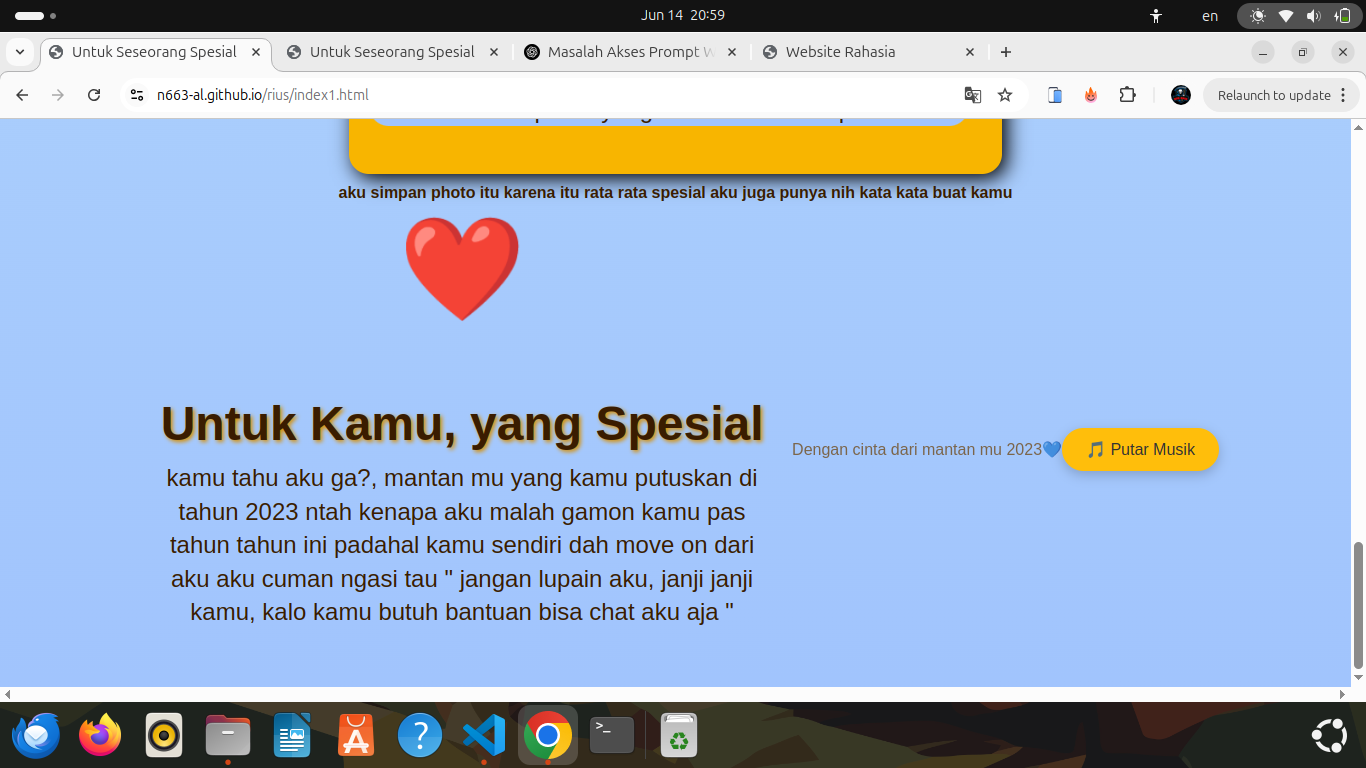 Jun 14 20:59
en
Untuk Seseorang Spesial
Untuk Seseorang Spesial
Masalah Akses Prompt W
Website Rahasia
n663-al.github.io/rius/index1.html
Relaunch to update
aku simpan photo itu karena itu rata rata spesial aku juga punya nih kata kata buat kamu
Untuk Kamu, yang Spesial
kamu tahu aku ga?, mantan mu yang kamu putuskan di
tahun 2023 ntah kenapa aku malah gamon kamu pas
tahun tahun ini padahal kamu sendiri dah move on dari
aku aku cuman ngasi tau " jangan lupain aku, janji janji
kamu, kalo kamu butuh bantuan bisa chat aku aja "
Dengan cinta dari mantan mu 2023💙
🎵 Putar Musik